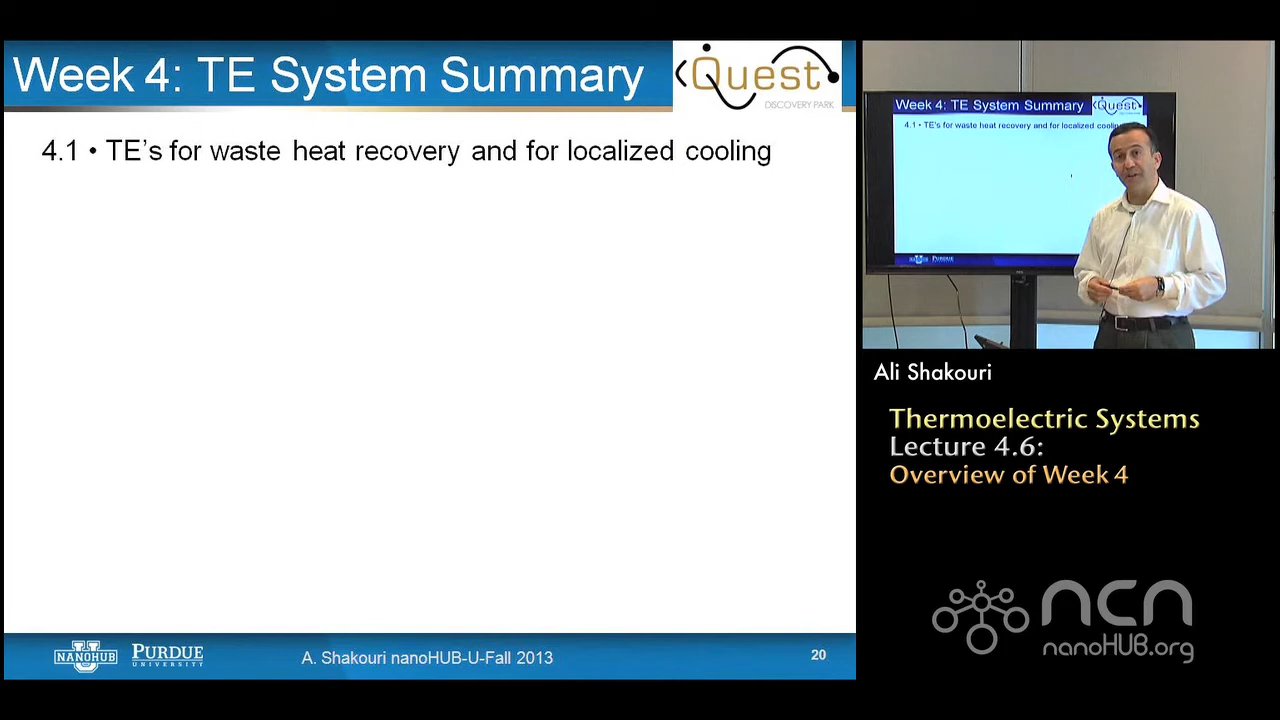 Week 4: TE System Summary
Quest
DISCOVERY PARK
4.1 • TE's for waste heat recovery and for localized cooling
NANOHUB
U
PURDUE
UNIVERSITY
A. Shakouri nanoHUB-U-Fall 2013
20
Week 4: TE System Summary
Quest
4.1 • TE's for waste heat recovery and for localized cooling
PURDUE
Ali Shakouri
Thermoelectric Systems
Lecture 4.6:
Overview of Week 4
ncn
nanoHUB.org